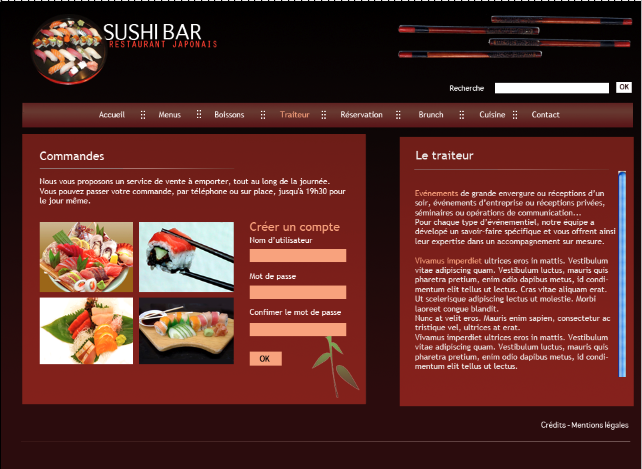 SUSHI BAR
RESTAURANT JAPONAIS
Recherche
OK
Accueil
Menus
Boissons
Traiteur
Réservation
Brunch
Cuisine
Contact
Commandes
Nous vous proposons un service de vente à emporter, tout au long de la journée.
Vous pouvez passer votre commande, par téléphone ou sur place, jusqu'à 19h30 pour
le jour même.
Créer un compte
Nom d'utilisateur
Mot de passe
Confimer le mot de passe
OK
Le traiteur
Evénements de grande envergure ou réceptions d'un
soir, événements d'entreprise ou réceptions privées,
séminaires ou opérations de communication...
Pour chaque type d'événementiel, notre équipe a
dévelopé un savoir-faire spécifique et vous offrent ainsi
leur expertise dans un accompagnement sur mesure.
Vivamus imperdiet ultrices eros in mattis. Vestibulum
vitae adipiscing quam. Vestibulum luctus, mauris quis
pharetra pretium, enim odio dapibus metus, id condi-
mentum elit tellus ut lectus. Cras vitae aliquam erat.
Ut scelerisque adipiscing lectus ut molestie. Morbi
laoreet congue blandit.
Nunc at velit eros. Mauris enim sapien, consectetur ac
tristique vel, ultrices at erat.
Vivamus imperdiet ultrices eros in mattis. Vestibulum
vitae adipiscing quam. Vestibulum luctus, mauris quis
pharetra pretium, enim odio dapibus metus, id condi-
mentum elit tellus ut lectus.
Crédits - Mentions légales